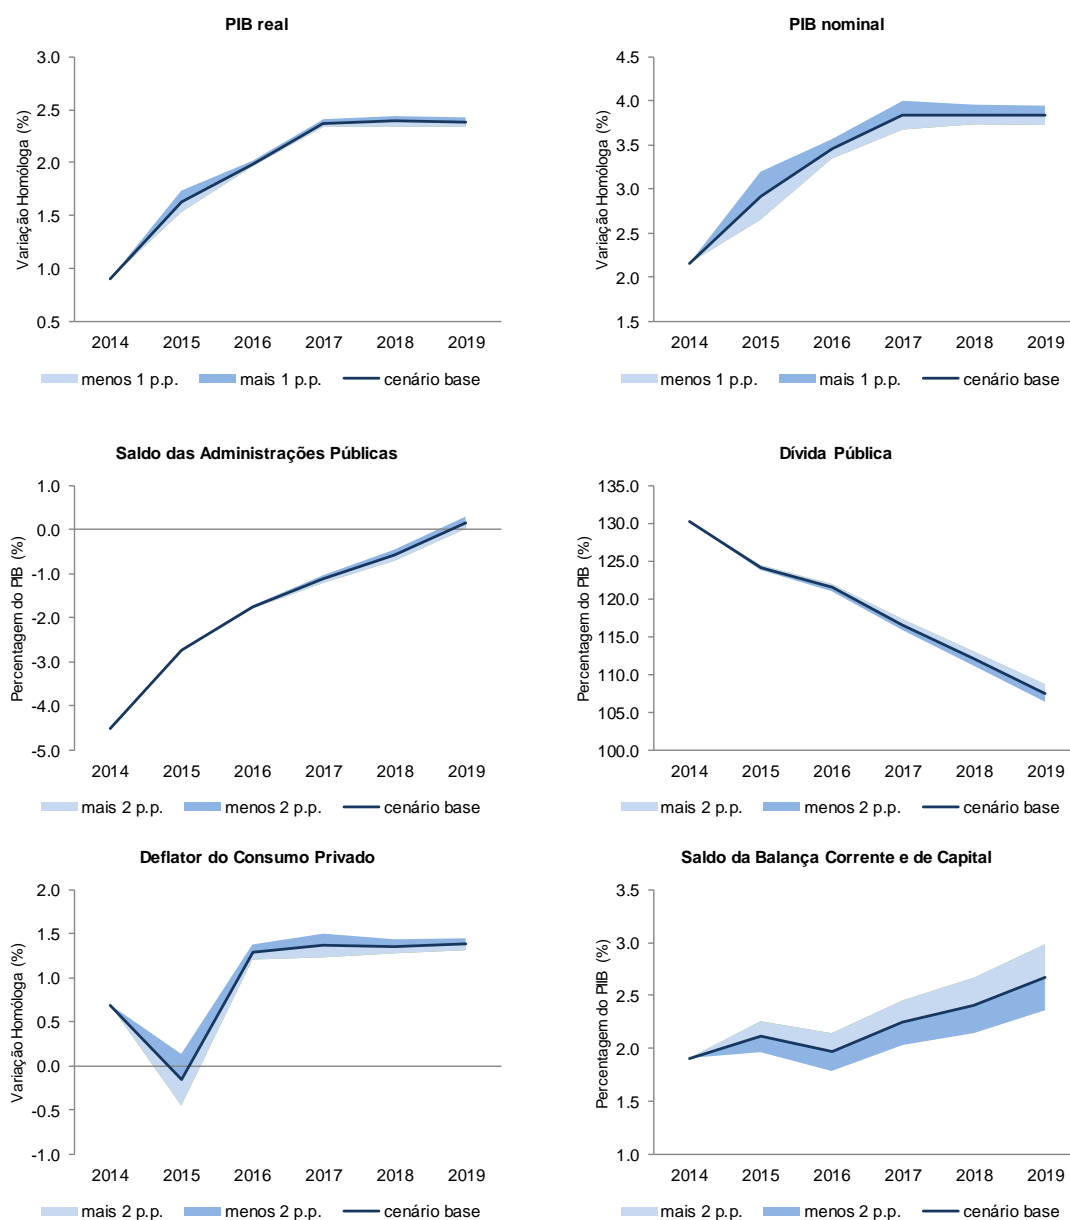 PIB real
Variação Homóloga (%)
3.0
2.5
2.0
1.5
1.0
0.5
2014 2015 2016 2017 2018 2019
menos 1 p.p. mais 1 p.p. cenário base
PIB nominal
Variação Homóloga (%)
4.5
4.0
3.5
3.0
2.5
2.0
1.5
2014 2015 2016 2017 2018 2019
menos 1 p.p. mais 1 p.p. cenário base
Saldo das Administrações Públicas
Percentagem do PIB (%)
1.0
0.0
-1.0
-2.0
-3.0
-4.0
-5.0
2014 2015 2016 2017 2018 2019
mais 2 p.p. menos 2 p.p. cenário base
Dívida Pública
Percentagem do PIB (%)
135.0
130.0
125.0
120.0
115.0
110.0
105.0
100.0
2014 2015 2016 2017 2018 2019
mais 2 p.p. menos 2 p.p. cenário base
Deflator do Consumo Privado
Variação Homóloga (%)
2.0
1.5
1.0
0.5
0.0
-0.5
-1.0
2014 2015 2016 2017 2018 2019
mais 2 p.p. menos 2 p.p. cenário base
Saldo da Balança Corrente e de Capital
Percentagem do PIB (%)
3.5
3.0
2.5
2.0
1.5
1.0
2014 2015 2016 2017 2018 2019
mais 2 p.p. menos 2 p.p. cenário base